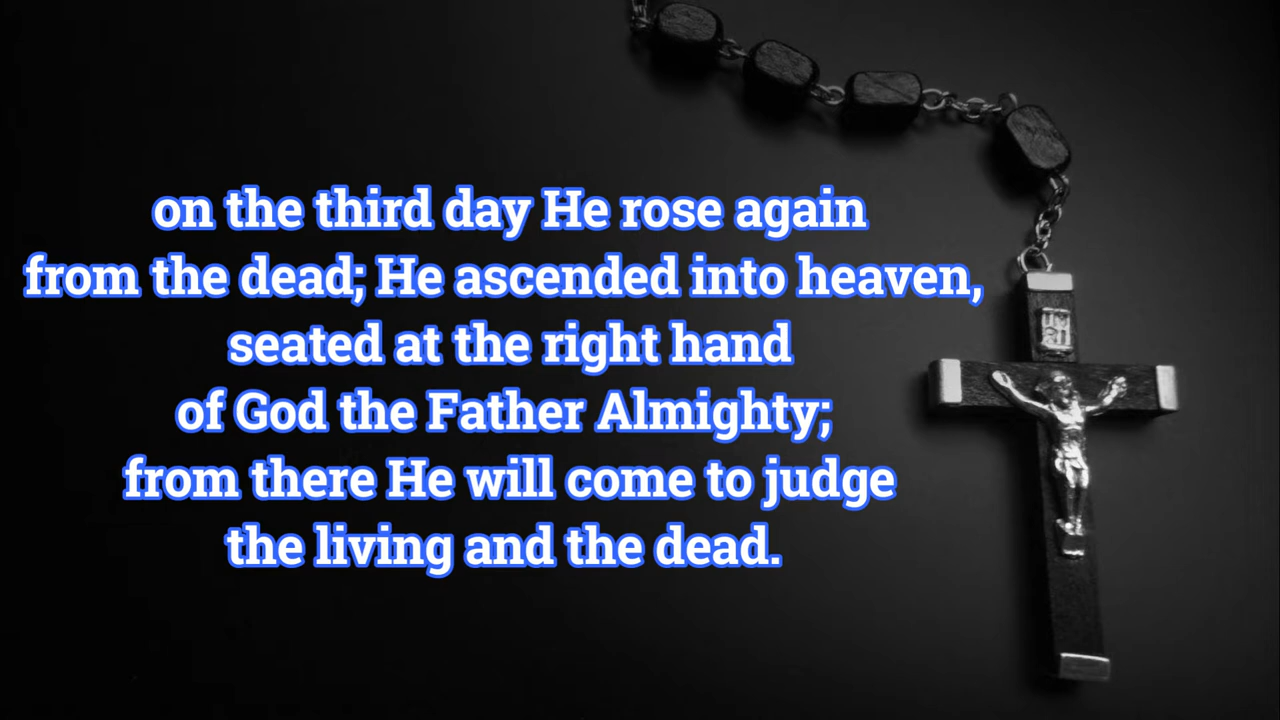 on the third day He rose again
from the dead; He ascended into heaven,
seated at the right hand
of God the Father Almighty;
from there He will come to judge
the living and the dead.